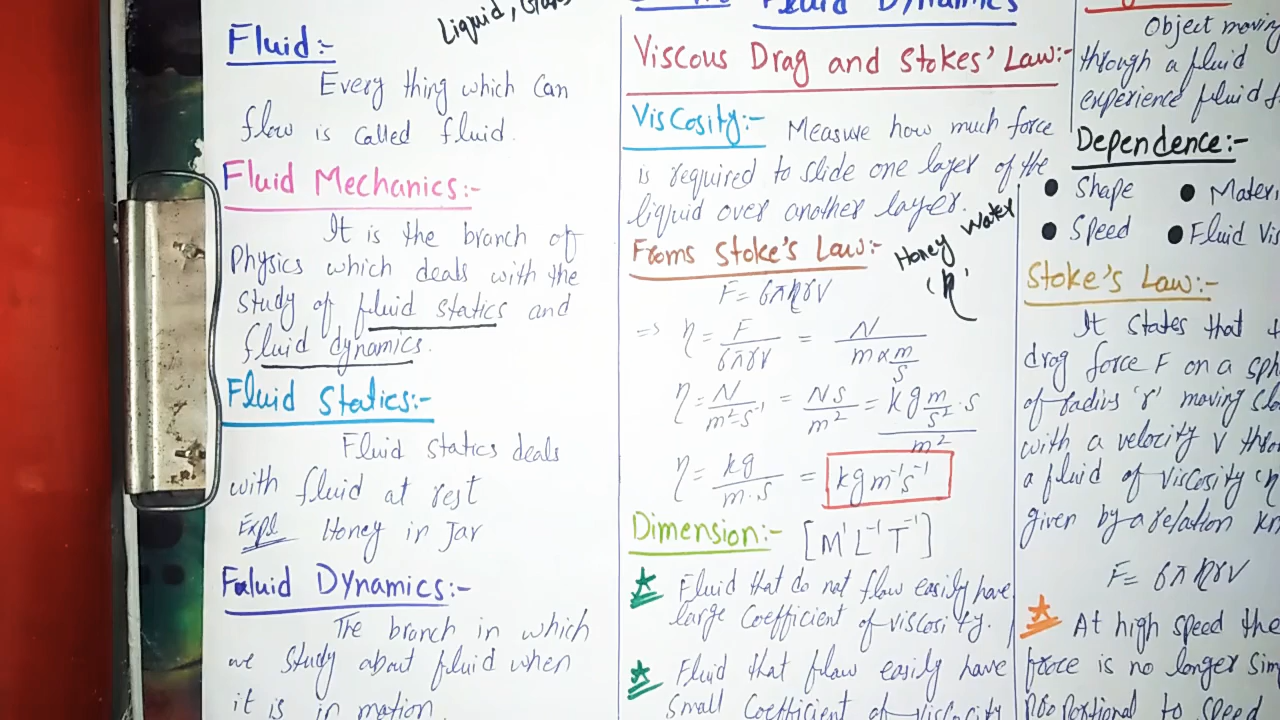 Liquid,
Fluid:-
Every thing which can
flow is called fluid.
Fluid Mechanics:-
It is the branch of
Physics which deals with the
study of fluid statics and
fluid dynamics.
Fluid Statics:-
Fluid statics deals
with fluid at rest
Expl Honey in Jar
Faluid Dynamics:-
The branch in which
we study about fluid when
it is in motion
Fluid Dynamics
Viscous Drag and Stokes' Law:-
Viscosity:- Measure how much force
is required to slide one layer of the
liquid over another layer.
Froms Stoke's Law:- Honey Water
'η'
F = 6πηrv
=> η = F/6πrv = N/(m×m/s)
η = N/m²s⁻¹ = Ns/m² = kg m/s² · s/m²
η = kg/m·s = kgm⁻¹s⁻¹
Dimension:- [M¹L⁻¹T⁻¹]
Fluid that do not flow easily have
large coefficient of viscosity.
Fluid that flow easily have
small coefficient of viscosity
Object moving
through a fluid
experience fluid
Dependence:-
• Shape •
• Speed • Fluid
Stoke's Law:-
It states that
drag force F on a
of radius 'r' moving
with a velocity v
a fluid of viscosity 'η
given by a relation
F = 6πηrv
At high speed the
force is no longer
proportional to speed